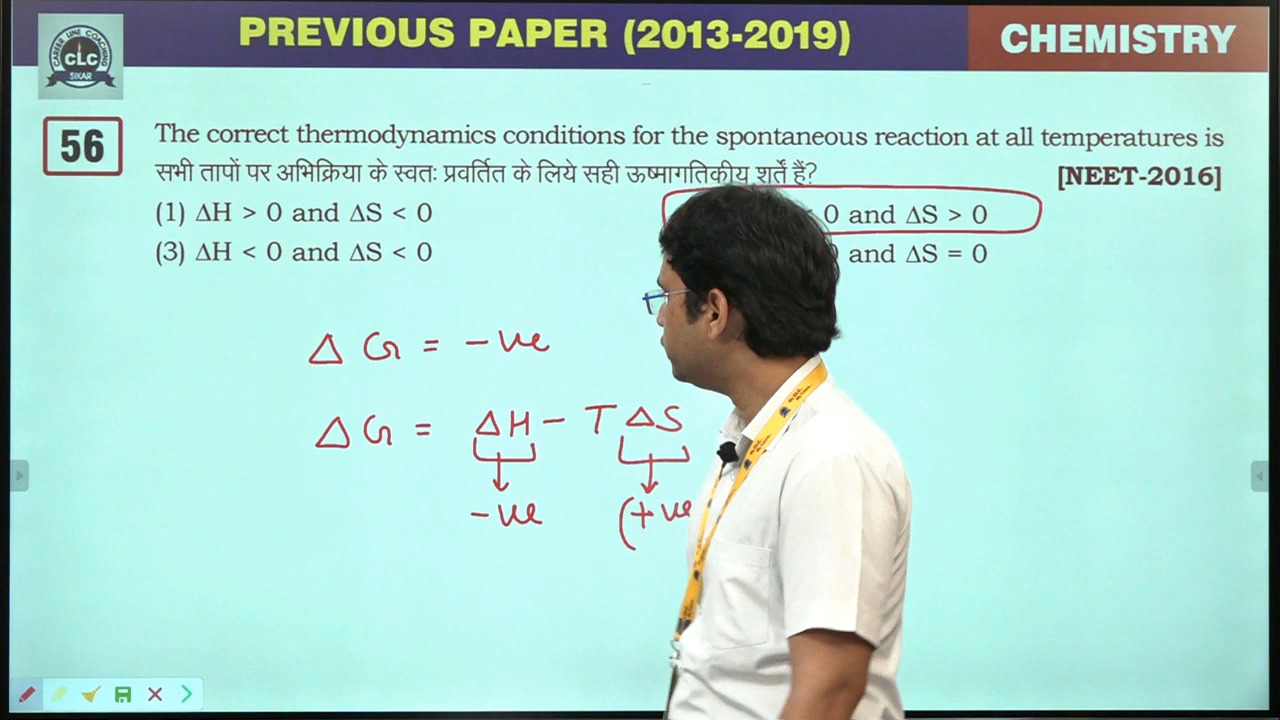 PREVIOUS PAPER (2013-2019)
CHEMISTRY
CAREER LINE COACHING
CLC
SIKAR
56
The correct thermodynamics conditions for the spontaneous reaction at all temperatures is
सभी तापों पर अभिक्रिया के स्वतः प्रवर्तित के लिये सही ऊष्मागतिकीय शर्तें हैं?
[NEET-2016]
(1) ΔH > 0 and ΔS < 0
< 0 and ΔS > 0
(3) ΔH < 0 and ΔS < 0
and ΔS = 0
ΔG = -ve
ΔG = ΔH - TΔS
-ve
(+ve